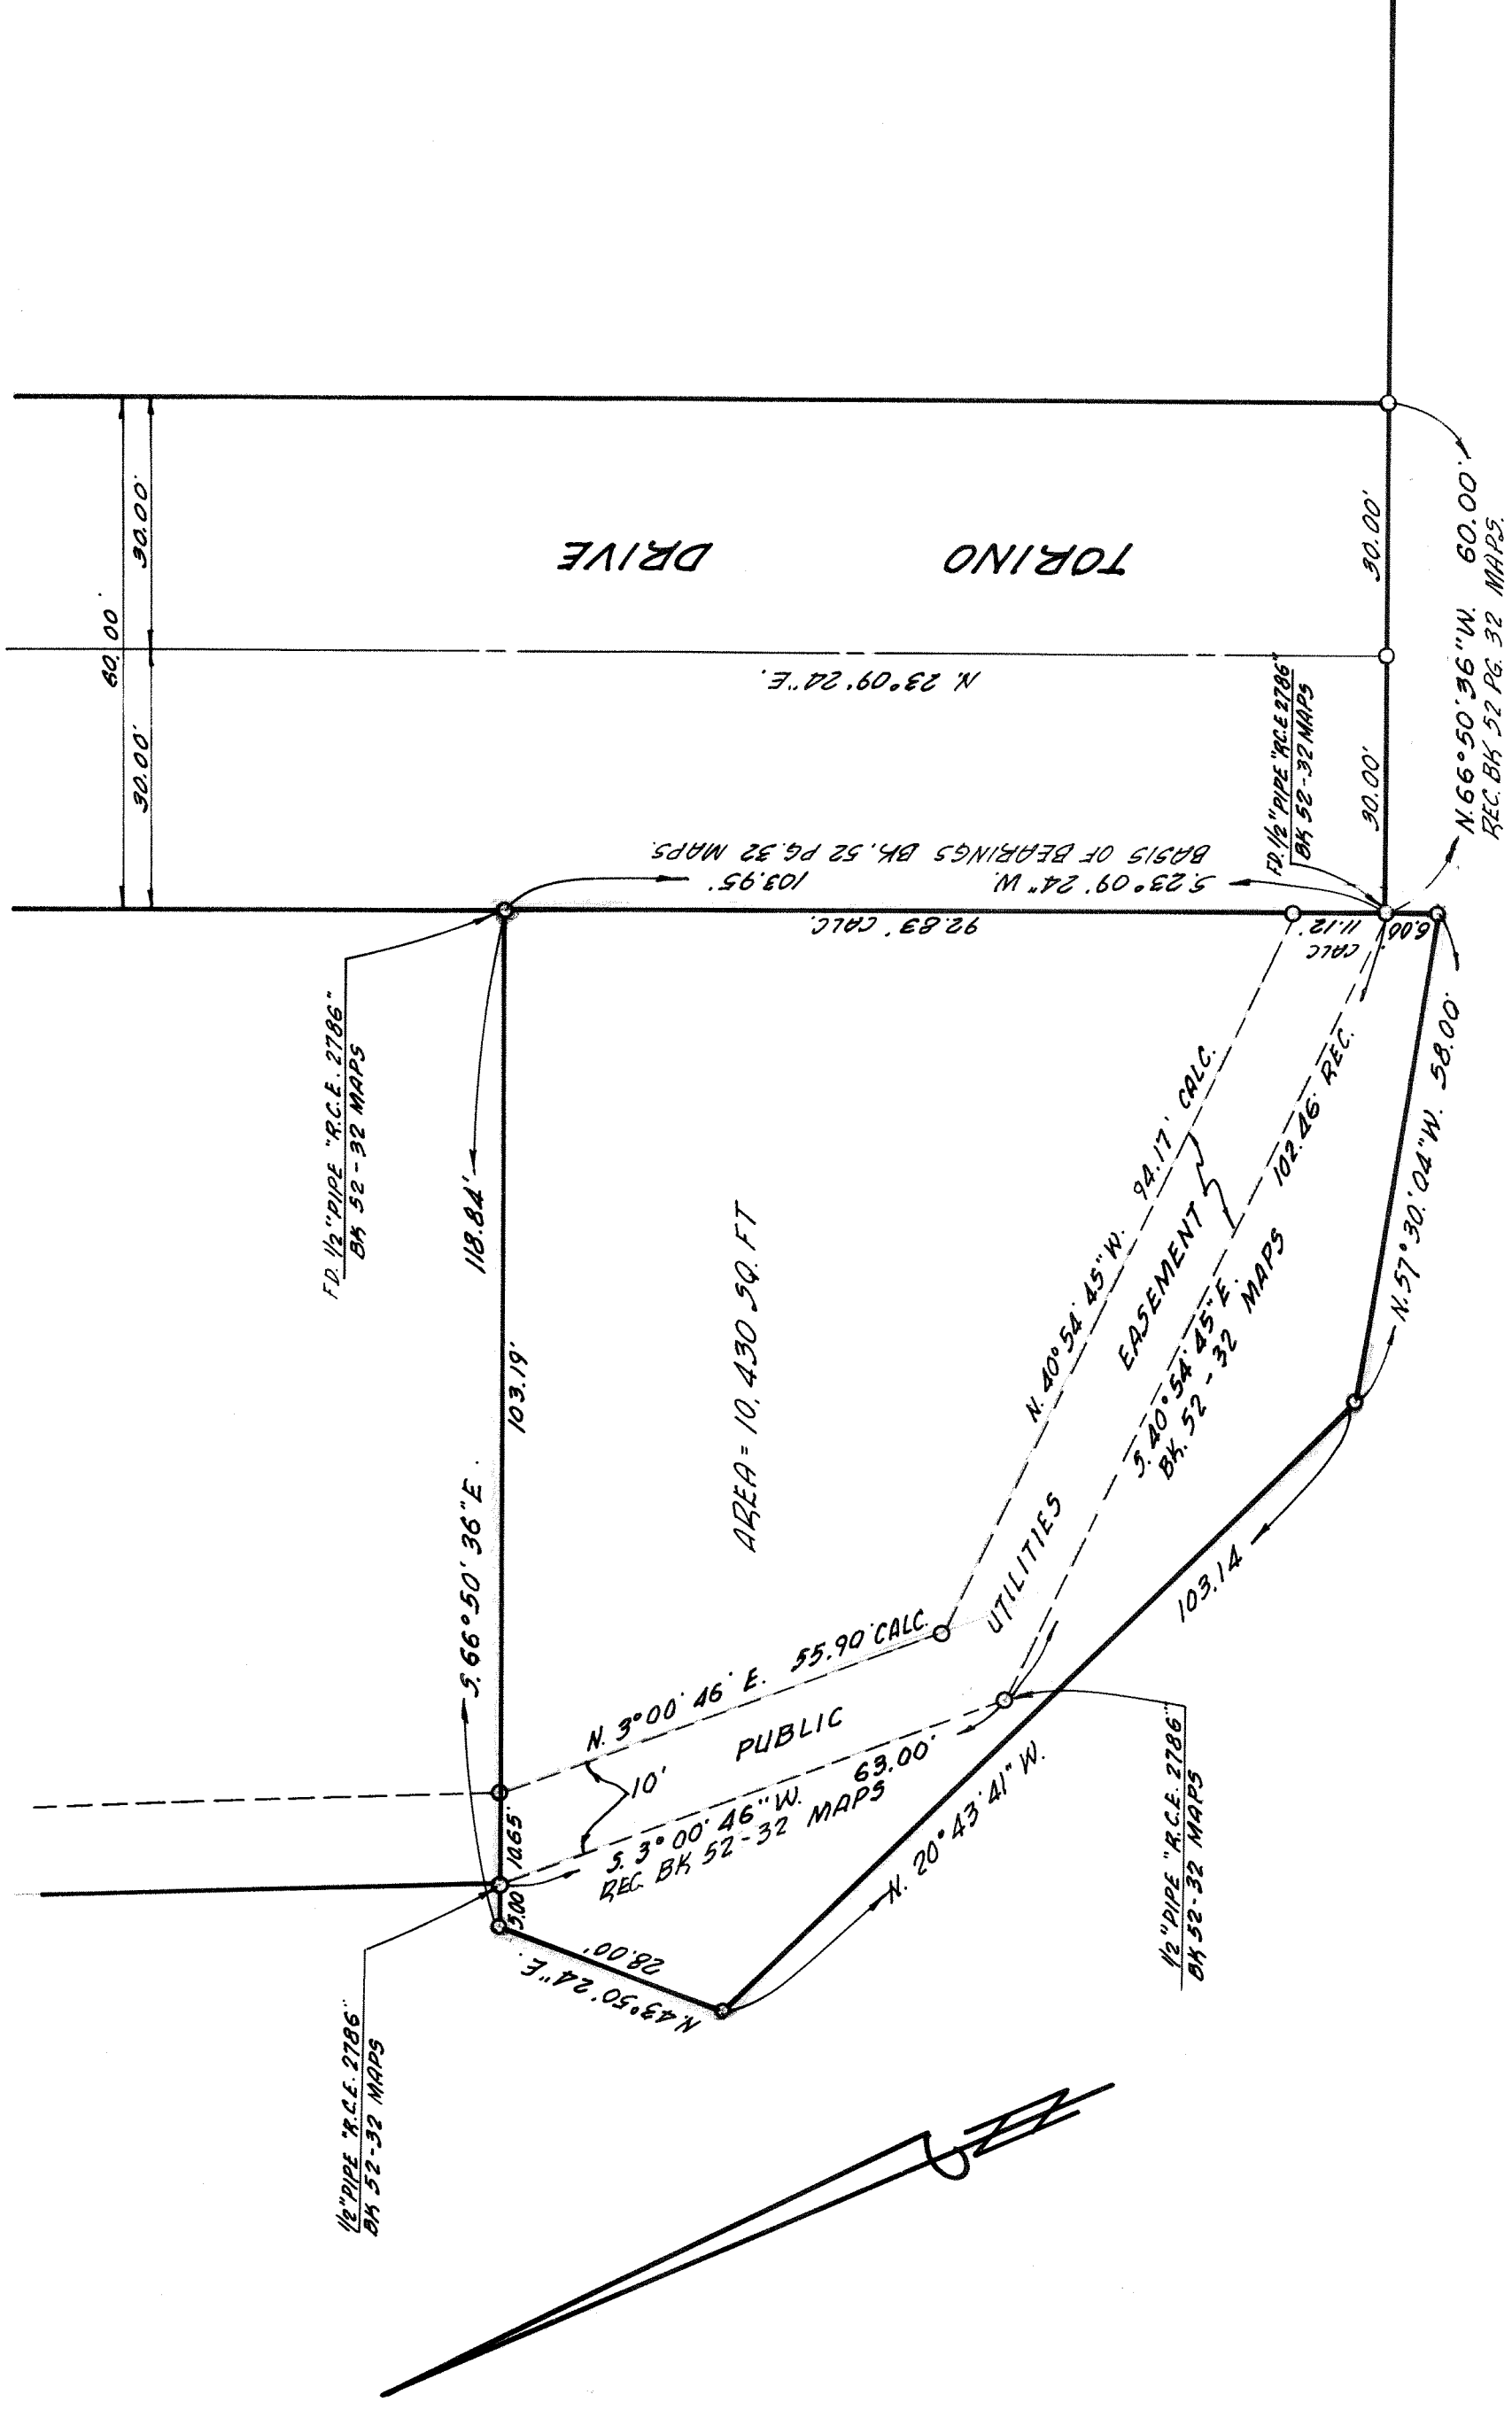 60.00'
30.00'
30.00'
TORINO DRIVE
N. 23°09'24"E.
FD. 1/2" PIPE "R.C.E. 2786"
BK 52-32 MAPS
S.23°09'24"W. 103.95'
BASIS OF BEARINGS BK. 52 PG. 32 MAPS.
92.83' CALC.
11.12'
CALC
6.00'
FD. 1/2" PIPE "R.C.E 2786"
BK 52-32 MAPS
30.00'
30.00'
N.66°50'36"W. 60.00'
REC. BK 52 PG. 32 MAPS.
118.84'
S.66°50'36"E.
103.19'
10.65'
5.00'
AREA = 10,430 SQ. FT
N. 40°54'45"W. 94.17' CALC.
EASEMENT
S. 40°54'45"E. 102.46' REC.
BK. 52-32 MAPS
UTILITIES
N. 57°30'04"W. 58.00'
103.14
N. 20°43'41"W.
N. 3°00'46" E. 55.90' CALC.
PUBLIC
10'
S. 3°00'46"W. 63.00'
REC. BK 52-32 MAPS
1/2" PIPE "R.C.E. 2786"
BK 52-32 MAPS
28.00'
N.43°50'24"E.
1/2" PIPE "R.C.E. 2786"
BK 52-32 MAPS
N